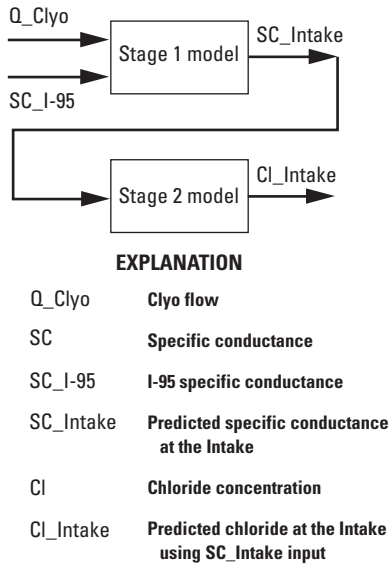 Q_Clyo
SC_I-95
Stage 1 model
SC_Intake
Stage 2 model
Cl_Intake
EXPLANATION
Q_Clyo Clyo flow
SC Specific conductance
SC_I-95 I-95 specific conductance
SC_Intake Predicted specific conductance
at the Intake
Cl Chloride concentration
Cl_Intake Predicted chloride at the Intake
using SC_Intake input